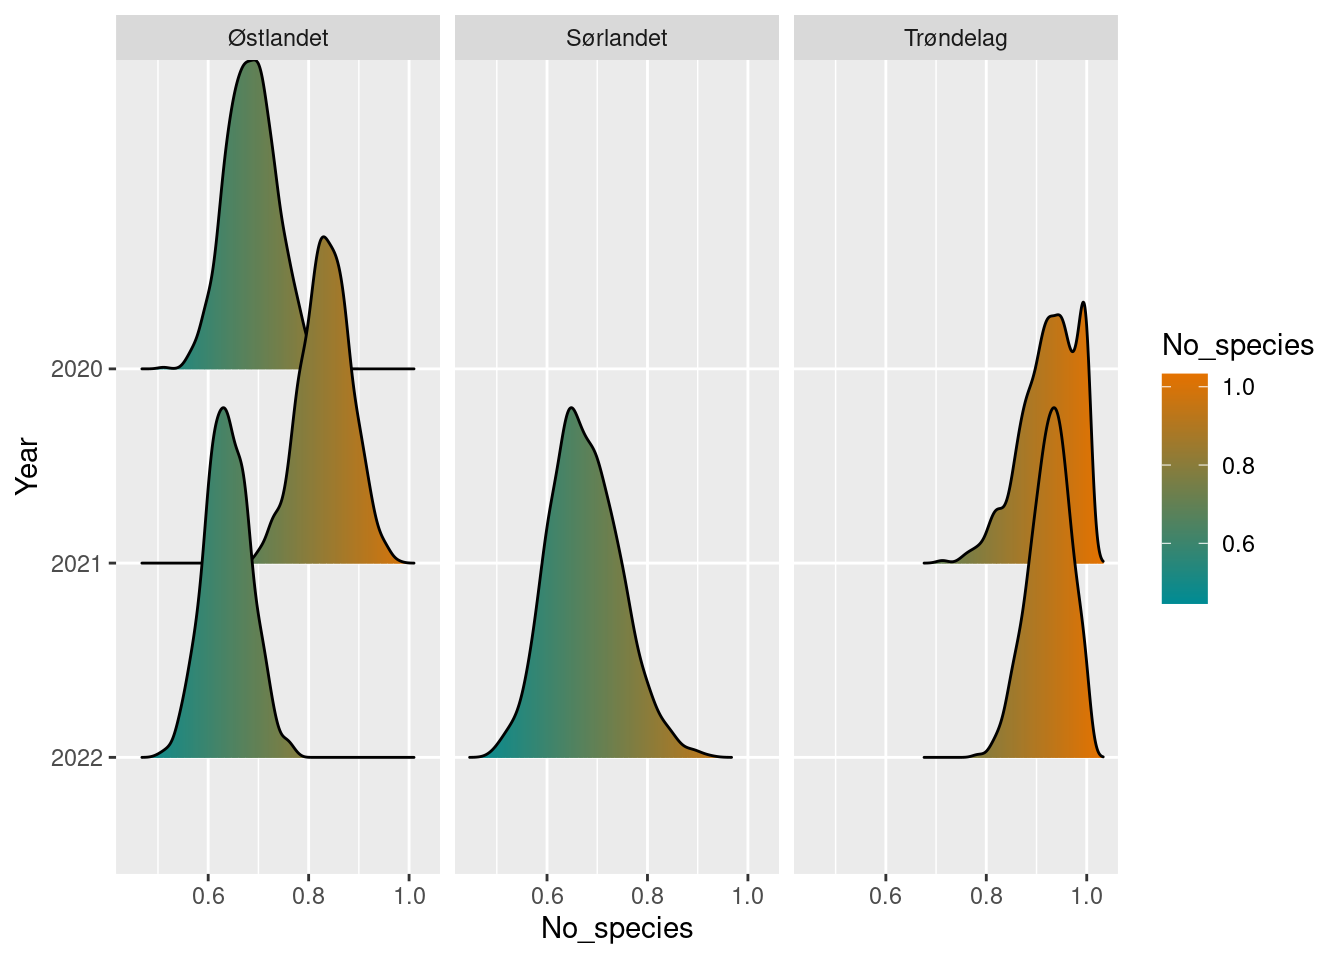 Østlandet Sørlandet Trøndelag
Year
2020
2021
2022
0.6 0.8 1.0 0.6 0.8 1.0 0.6 0.8 1.0
No_species
No_species
1.0
0.8
0.6